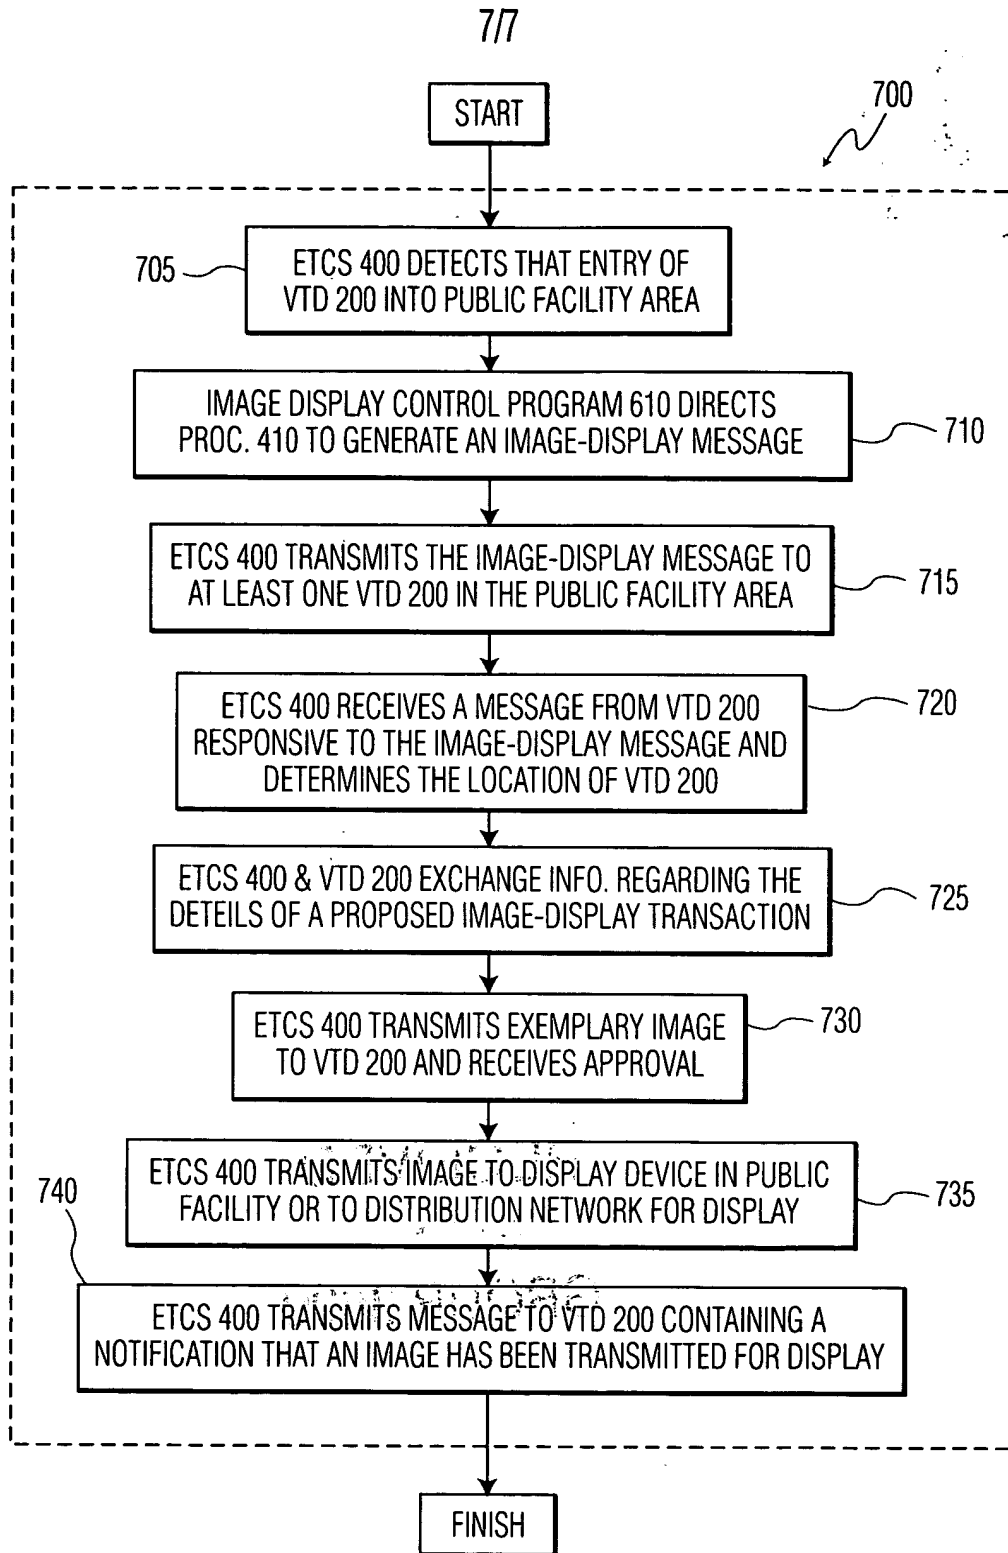 7/7
START
700
705
ETCS 400 DETECTS THAT ENTRY OF
VTD 200 INTO PUBLIC FACILITY AREA
IMAGE DISPLAY CONTROL PROGRAM 610 DIRECTS
PROC. 410 TO GENERATE AN IMAGE-DISPLAY MESSAGE
710
ETCS 400 TRANSMITS THE IMAGE-DISPLAY MESSAGE TO
AT LEAST ONE VTD 200 IN THE PUBLIC FACILITY AREA
715
ETCS 400 RECEIVES A MESSAGE FROM VTD 200
RESPONSIVE TO THE IMAGE-DISPLAY MESSAGE AND
DETERMINES THE LOCATION OF VTD 200
720
ETCS 400 & VTD 200 EXCHANGE INFO. REGARDING THE
DETEILS OF A PROPOSED IMAGE-DISPLAY TRANSACTION
725
ETCS 400 TRANSMITS EXEMPLARY IMAGE
TO VTD 200 AND RECEIVES APPROVAL
730
ETCS 400 TRANSMITS IMAGE TO DISPLAY DEVICE IN PUBLIC
FACILITY OR TO DISTRIBUTION NETWORK FOR DISPLAY
735
740
ETCS 400 TRANSMITS MESSAGE TO VTD 200 CONTAINING A
NOTIFICATION THAT AN IMAGE HAS BEEN TRANSMITTED FOR DISPLAY
FINISH